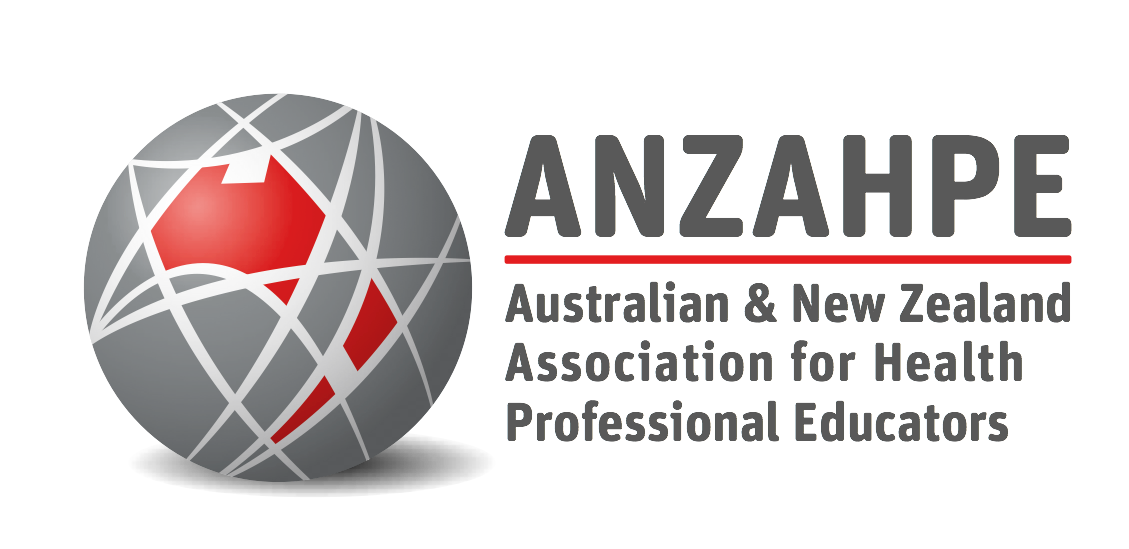 ANZAHPE
Australian & New Zealand
Association for Health
Professional Educators